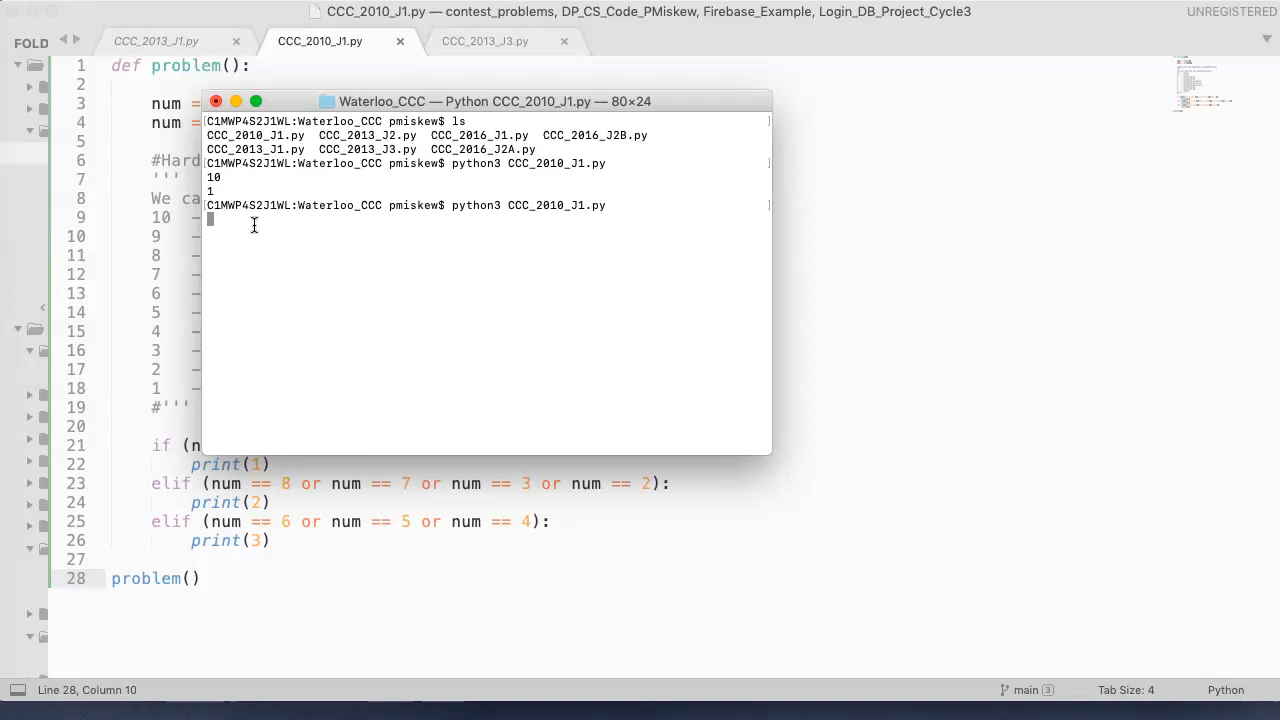 CCC_2010_J1.py — contest_problems, DP_CS_Code_PMiskew, Firebase_Example, Login_DB_Project_Cycle3
UNREGISTERED
FOLD
CCC_2013_J1.py
CCC_2010_J1.py
CCC_2013_J3.py
1 def problem():
2
3 num =
4 num =
5
6 #Hard
7 '''
8 We ca
9 10 –
10 9 –
11 8 –
12 7 –
13 6 –
14 5 –
15 4 –
16 3 –
17 2 –
18 1 –
19 #'''
20
21 if (n
22 print(1)
23 elif (num == 8 or num == 7 or num == 3 or num == 2):
24 print(2)
25 elif (num == 6 or num == 5 or num == 4):
26 print(3)
27
28 problem()
Waterloo_CCC — Python CCC_2010_J1.py — 80×24
[C1MWP4S2J1WL:Waterloo_CCC pmiskew$ ls ]
CCC_2010_J1.py CCC_2013_J2.py CCC_2016_J1.py CCC_2016_J2B.py
CCC_2013_J1.py CCC_2013_J3.py CCC_2016_J2A.py
[C1MWP4S2J1WL:Waterloo_CCC pmiskew$ python3 CCC_2010_J1.py ]
10
1
[C1MWP4S2J1WL:Waterloo_CCC pmiskew$ python3 CCC_2010_J1.py ]
Line 28, Column 10
main 3
Tab Size: 4
Python